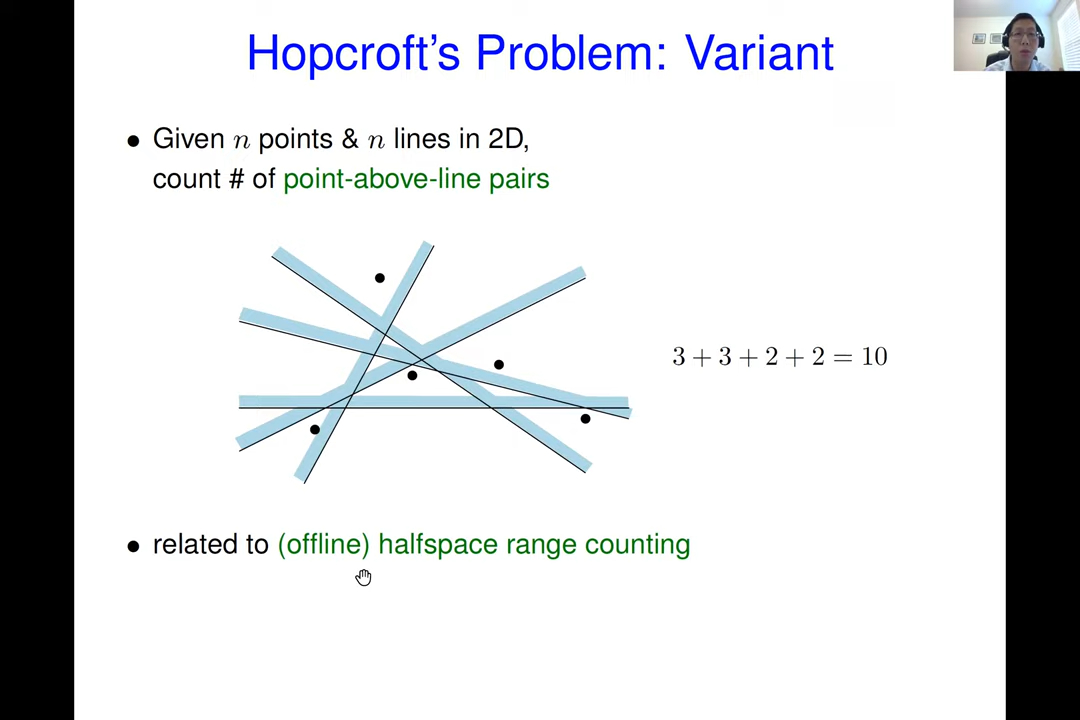 Hopcroft's Problem: Variant
• Given n points & n lines in 2D,
count # of point-above-line pairs
3 + 3 + 2 + 2 = 10
• related to (offline) halfspace range counting